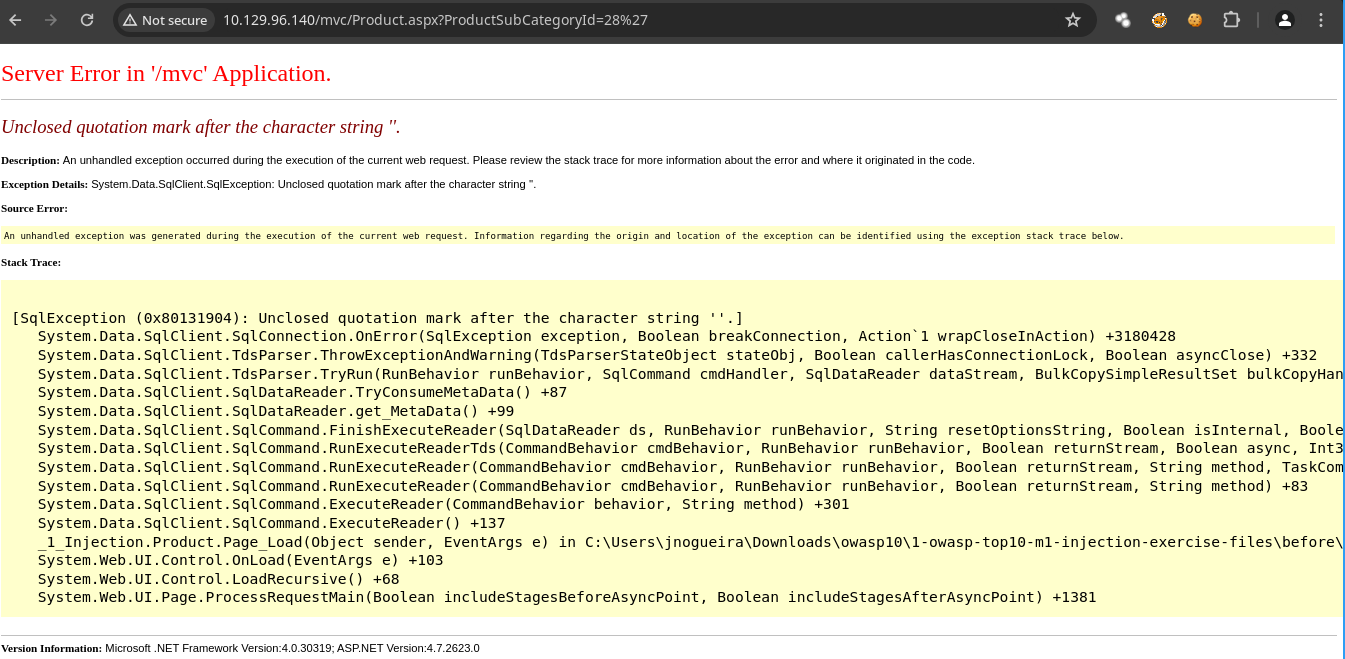 Not secure 10.129.96.140/mvc/Product.aspx?ProductSubCategoryId=28%27
Server Error in '/mvc' Application.
Unclosed quotation mark after the character string ''.
Description: An unhandled exception occurred during the execution of the current web request. Please review the stack trace for more information about the error and where it originated in the code.
Exception Details: System.Data.SqlClient.SqlException: Unclosed quotation mark after the character string ''.
Source Error:
An unhandled exception was generated during the execution of the current web request. Information regarding the origin and location of the exception can be identified using the exception stack trace below.
Stack Trace:
[SqlException (0x80131904): Unclosed quotation mark after the character string ''.]
System.Data.SqlClient.SqlConnection.OnError(SqlException exception, Boolean breakConnection, Action`1 wrapCloseInAction) +3180428
System.Data.SqlClient.TdsParser.ThrowExceptionAndWarning(TdsParserStateObject stateObj, Boolean callerHasConnectionLock, Boolean asyncClose) +332
System.Data.SqlClient.TdsParser.TryRun(RunBehavior runBehavior, SqlCommand cmdHandler, SqlDataReader dataStream, BulkCopySimpleResultSet bulkCopyHan
System.Data.SqlClient.SqlDataReader.TryConsumeMetaData() +87
System.Data.SqlClient.SqlDataReader.get_MetaData() +99
System.Data.SqlClient.SqlCommand.FinishExecuteReader(SqlDataReader ds, RunBehavior runBehavior, String resetOptionsString, Boolean isInternal, Boole
System.Data.SqlClient.SqlCommand.RunExecuteReaderTds(CommandBehavior cmdBehavior, RunBehavior runBehavior, Boolean returnStream, Boolean async, Int3
System.Data.SqlClient.SqlCommand.RunExecuteReader(CommandBehavior cmdBehavior, RunBehavior runBehavior, Boolean returnStream, String method, TaskCom
System.Data.SqlClient.SqlCommand.RunExecuteReader(CommandBehavior cmdBehavior, RunBehavior runBehavior, Boolean returnStream, String method) +83
System.Data.SqlClient.SqlCommand.ExecuteReader(CommandBehavior behavior, String method) +301
System.Data.SqlClient.SqlCommand.ExecuteReader() +137
_1_Injection.Product.Page_Load(Object sender, EventArgs e) in C:\Users\jnogueira\Downloads\owasp10\1-owasp-top10-m1-injection-exercise-files\before\
System.Web.UI.Control.OnLoad(EventArgs e) +103
System.Web.UI.Control.LoadRecursive() +68
System.Web.UI.Page.ProcessRequestMain(Boolean includeStagesBeforeAsyncPoint, Boolean includeStagesAfterAsyncPoint) +1381
Version Information: Microsoft .NET Framework Version:4.0.30319; ASP.NET Version:4.7.2623.0